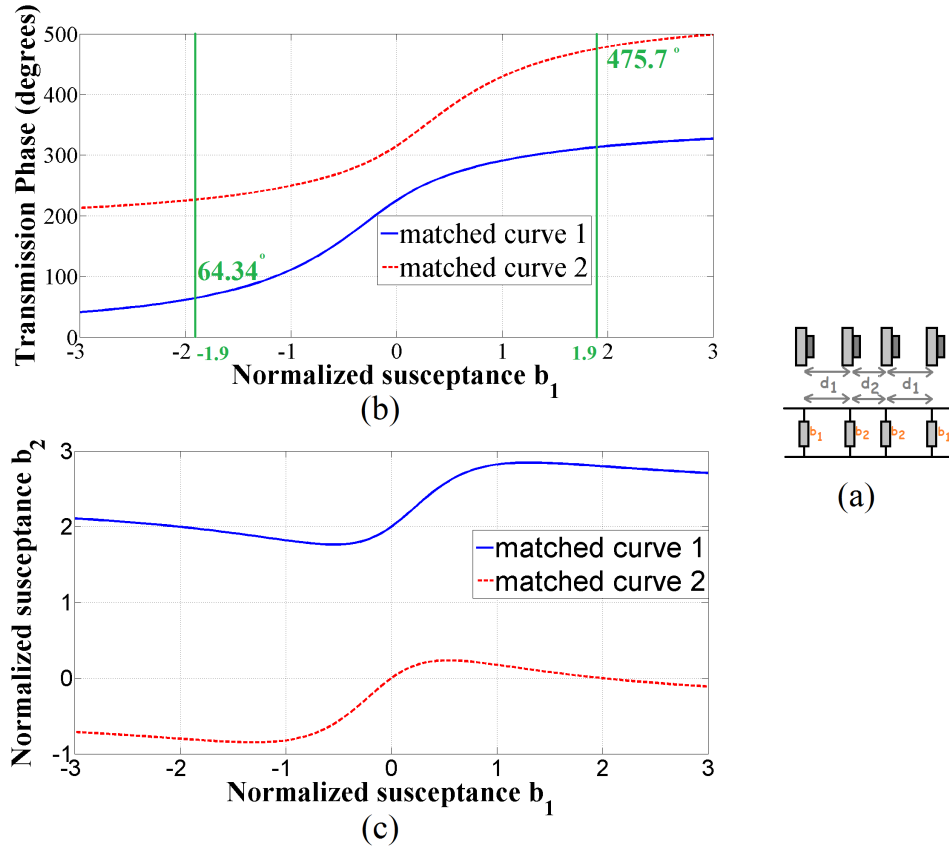 500
400
300
200
100
0
Transmission Phase (degrees)
475.7 °
64.34°
matched curve 1
matched curve 2
-3 -2 -1.9 -1 0 1 1.9 2 3
Normalized susceptance b1
(b)
d1 d2 d1
b1 b2 b2 b1
(a)
3
2
1
0
-1
Normalized susceptance b2
matched curve 1
matched curve 2
-3 -2 -1 0 1 2 3
Normalized susceptance b1
(c)